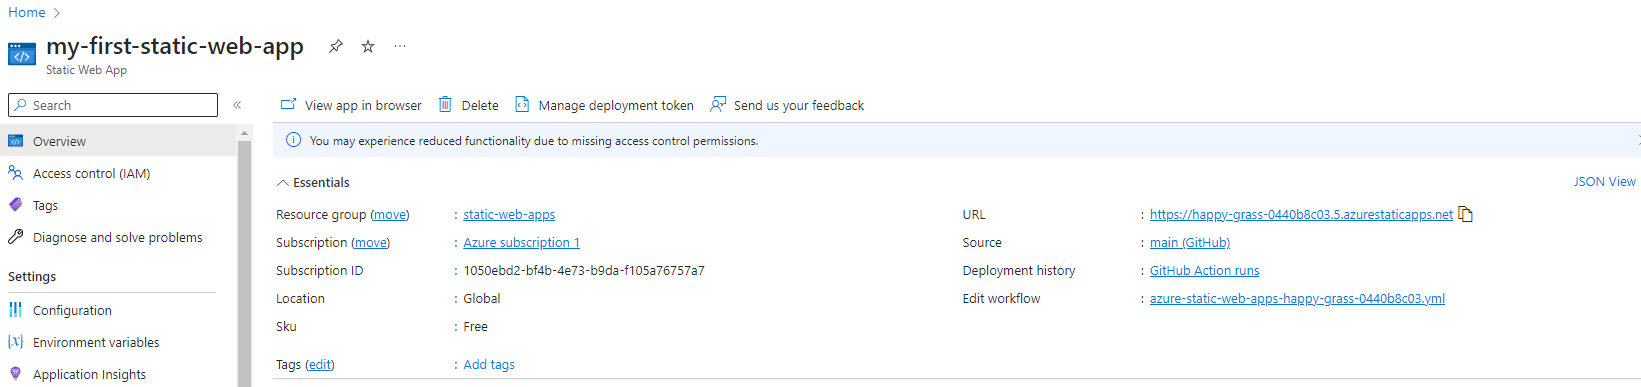 Home >
my-first-static-web-app
Static Web App
Search
View app in browser Delete Manage deployment token Send us your feedback
Overview
Access control (IAM)
Tags
Diagnose and solve problems
Settings
Configuration
Environment variables
Application Insights
You may experience reduced functionality due to missing access control permissions.
Essentials
JSON View
Resource group (move) : static-web-apps
Subscription (move) : Azure subscription 1
Subscription ID : 1050ebd2-bf4b-4e73-b9da-f105a76757a7
Location : Global
Sku : Free
Tags (edit) : Add tags
URL : https://happy-grass-0440b8c03.5.azurestaticapps.net
Source : main (GitHub)
Deployment history : GitHub Action runs
Edit workflow : azure-static-web-apps-happy-grass-0440b8c03.yml